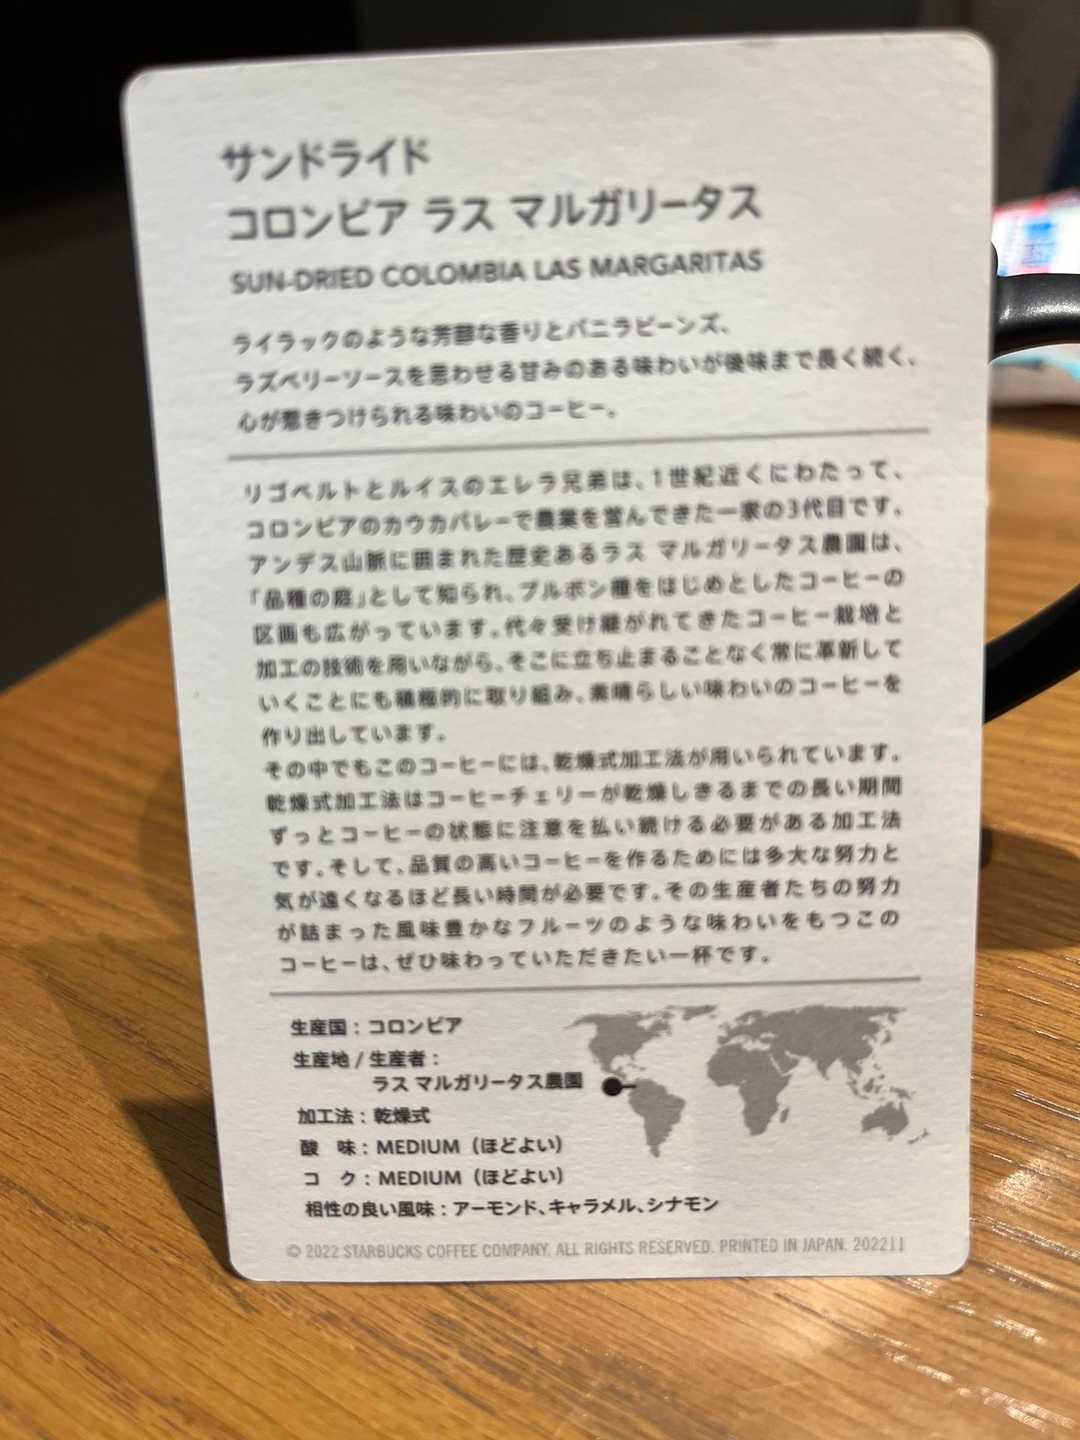 サンドライド
コロンビア ラス マルガリータス
SUN-DRIED COLOMBIA LAS MARGARITAS
ライラックのような芳醇な香りとバニラビーンズ、
ラズベリーソースを思わせる甘みのある味わいが後味まで長く続く、
心が惹きつけられる味わいのコーヒー。
リゴベルトとルイスのエレラ兄弟は、1世紀近くにわたって、
コロンビアのカウカバレーで農業を営んできた一家の3代目です。
アンデス山脈に囲まれた歴史あるラス マルガリータス農園は、
「品種の庭」として知られ、ブルボン種をはじめとしたコーヒーの
区画も広がっています。代々受け継がれてきたコーヒー栽培と
加工の技術を用いながら、そこに立ち止まることなく常に革新して
いくことにも積極的に取り組み、素晴らしい味わいのコーヒーを
作り出しています。
その中でもこのコーヒーには、乾燥式加工法が用いられています。
乾燥式加工法はコーヒーチェリーが乾燥しきるまでの長い期間
ずっとコーヒーの状態に注意を払い続ける必要がある加工法
です。そして、品質の高いコーヒーを作るためには多大な努力と
気が遠くなるほど長い時間が必要です。その生産者たちの努力
が詰まった風味豊かなフルーツのような味わいをもつこの
コーヒーは、ぜひ味わっていただきたい一杯です。
生産国：コロンビア
生産地 / 生産者：
ラス マルガリータス農園
加工法：乾燥式
酸　味：MEDIUM（ほどよい）
コ　ク：MEDIUM（ほどよい）
相性の良い風味：アーモンド、キャラメル、シナモン
© 2022 STARBUCKS COFFEE COMPANY. ALL RIGHTS RESERVED. PRINTED IN JAPAN. 202211